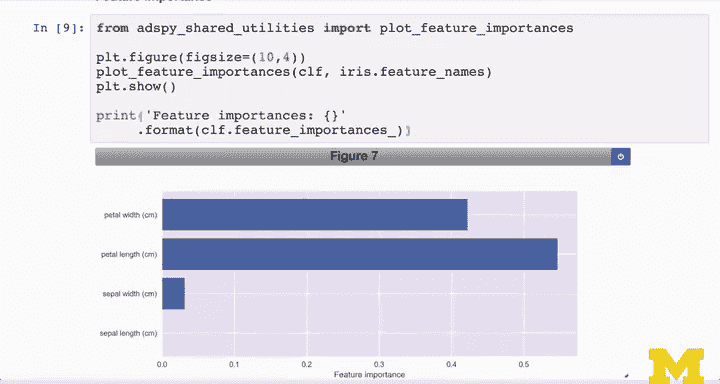 In [9]: from adspy_shared_utilities import plot_feature_importances
plt.figure(figsize=(10,4))
plot_feature_importances(clf, iris.feature_names)
plt.show()
print('Feature importances: {}'
.format(clf.feature_importances_))
Figure 7
petal width (cm)
petal length (cm)
sepal width (cm)
sepal length (cm)
0.0 0.1 0.2 0.3 0.4 0.5
Feature importance
M